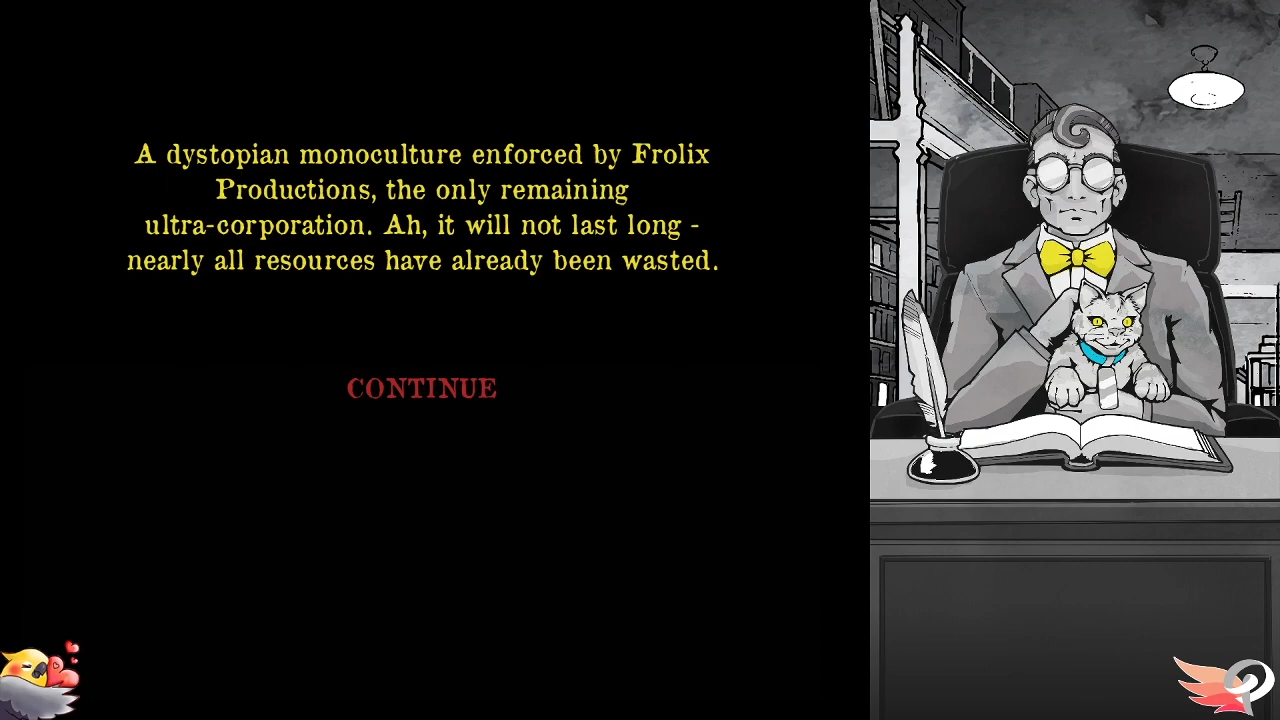 A dystopian monoculture enforced by Frolix
Productions, the only remaining
ultra-corporation. Ah, it will not last long -
nearly all resources have already been wasted.
CONTINUE